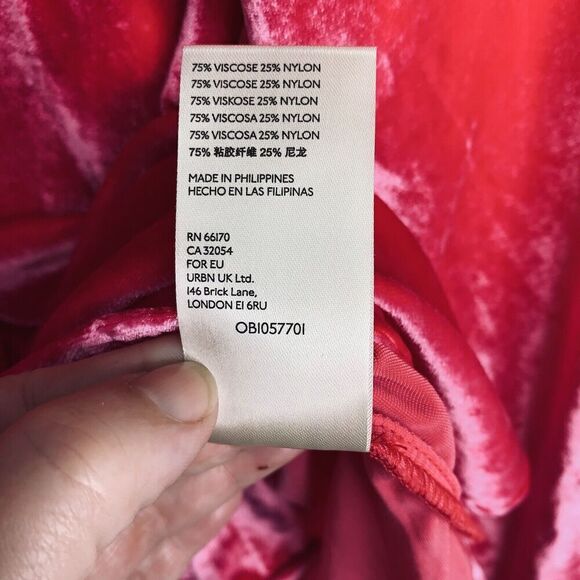 75% VISCOSE 25% NYLON
75% VISCOSE 25% NYLON
75% VISKOSE 25% NYLON
75% VISCOSA 25% NYLON
75% VISCOSA 25% NYLON
75% 粘胶纤维 25% 尼龙
MADE IN PHILIPPINES
HECHO EN LAS FILIPINAS
RN 66170
CA 32054
FOR EU
URBN UK Ltd.
146 Brick Lane,
LONDON E1 6RU
OB1057701